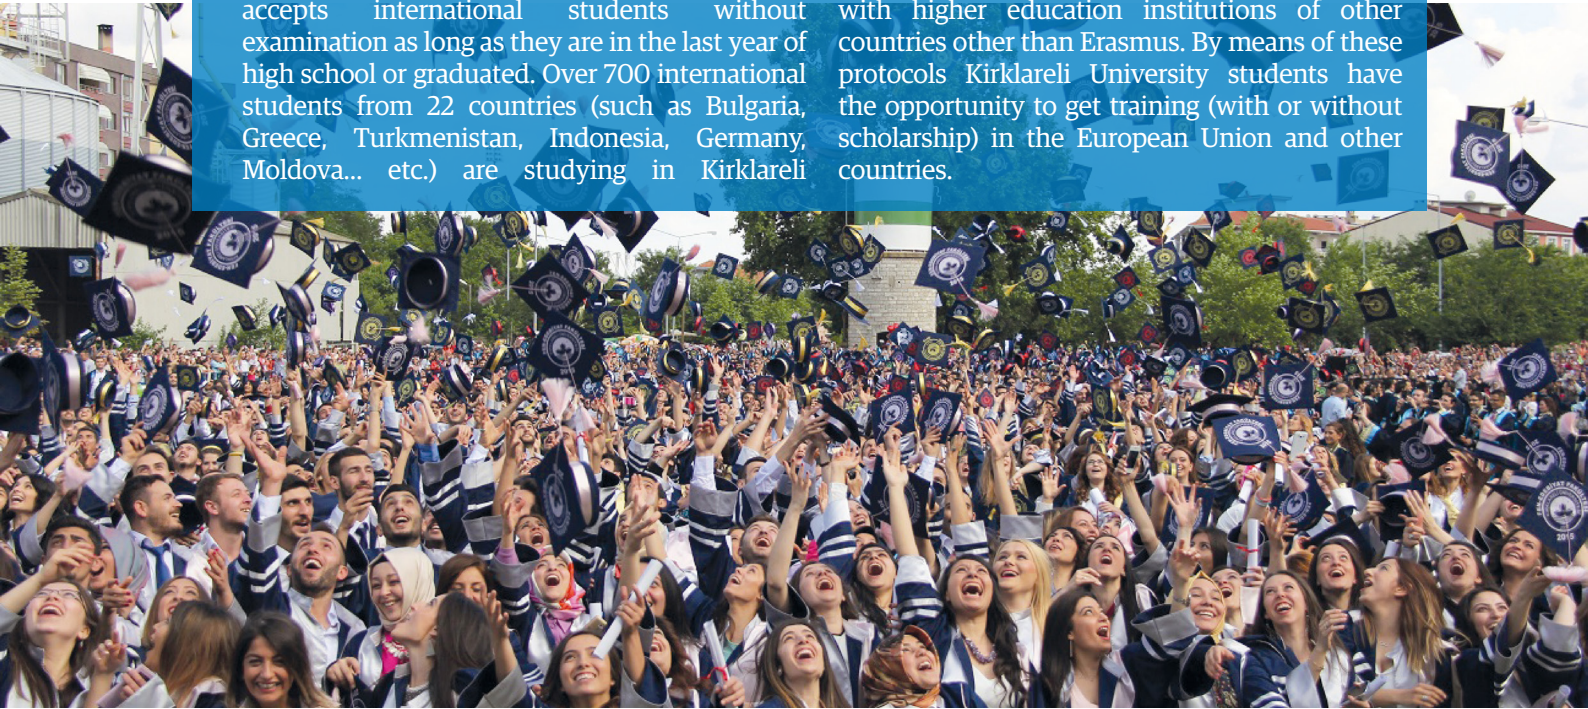 accepts international students without
examination as long as they are in the last year of
high school or graduated. Over 700 international
students from 22 countries (such as Bulgaria,
Greece, Turkmenistan, Indonesia, Germany,
Moldova... etc.) are studying in Kirklareli
with higher education institutions of other
countries other than Erasmus. By means of these
protocols Kirklareli University students have
the opportunity to get training (with or without
scholarship) in the European Union and other
countries.
2015